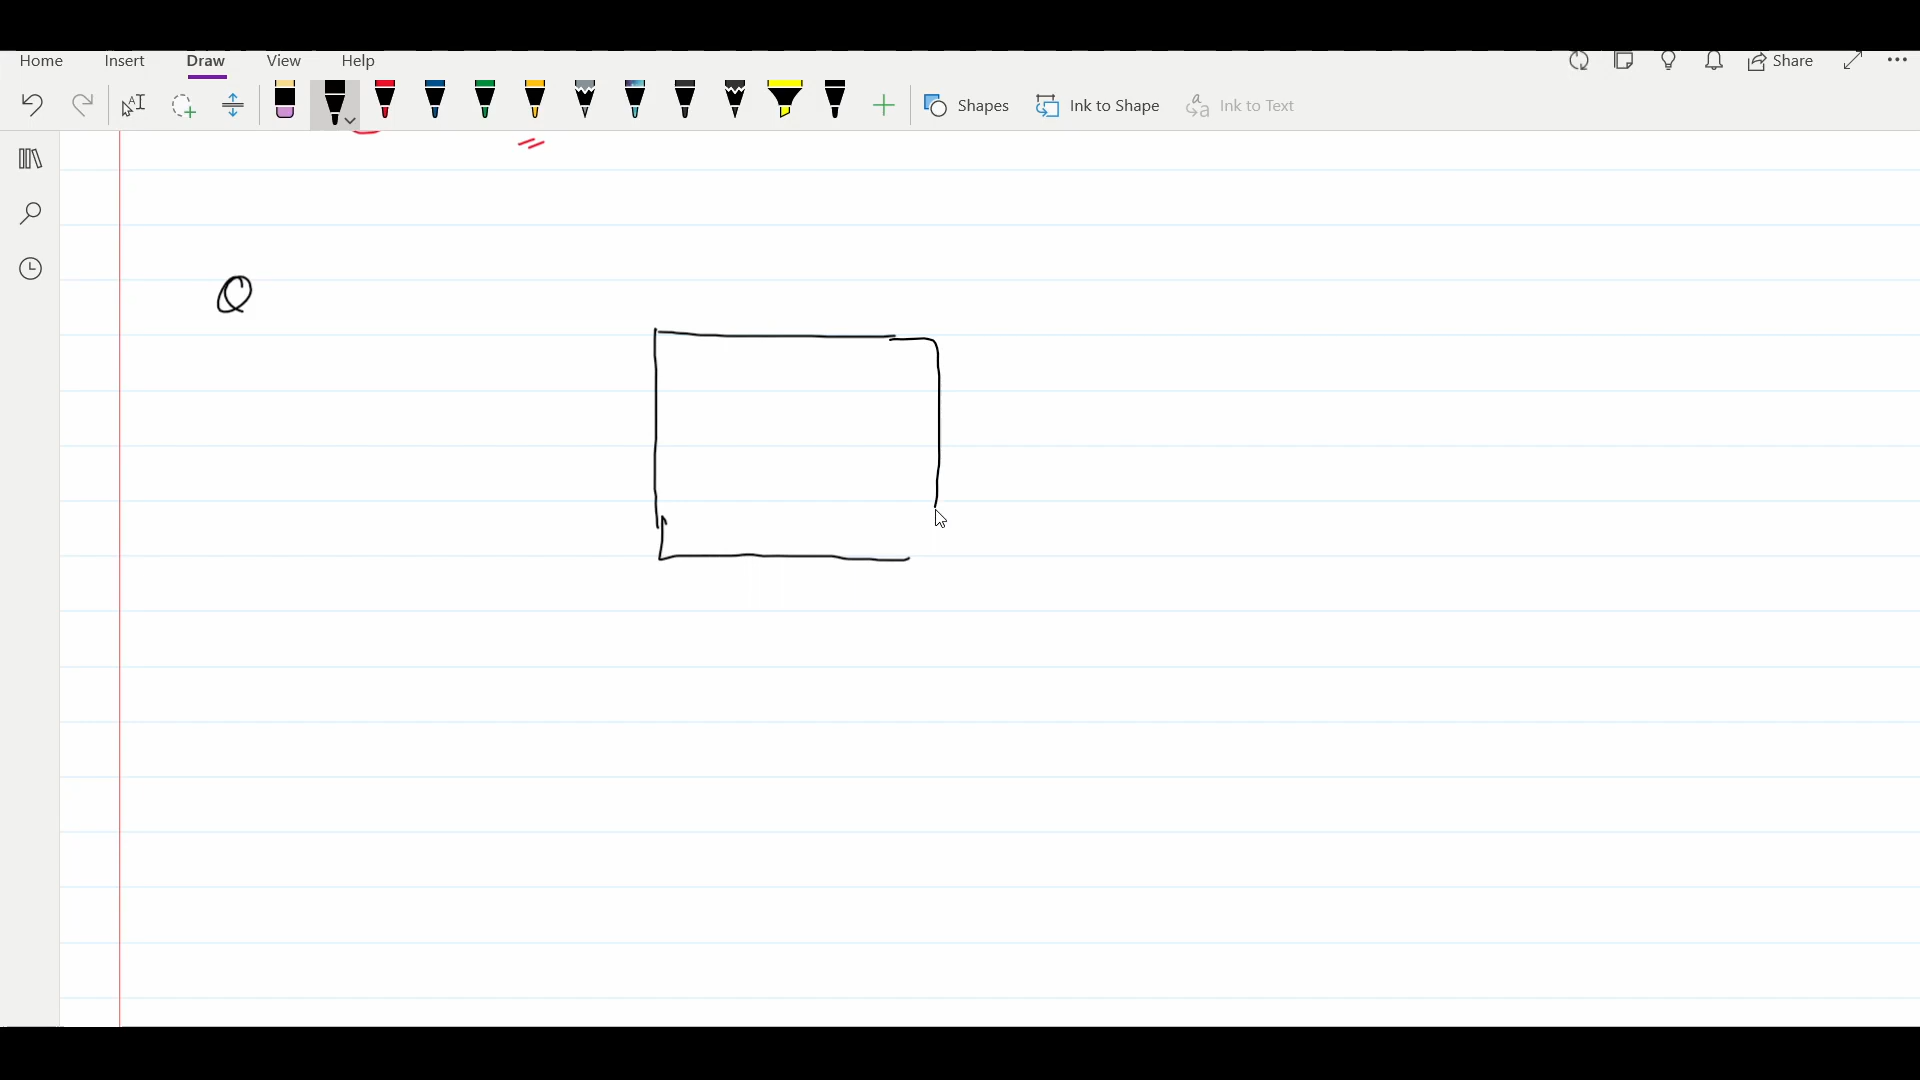 Home Insert Draw View Help Share
Shapes Ink to Shape Ink to Text
Q